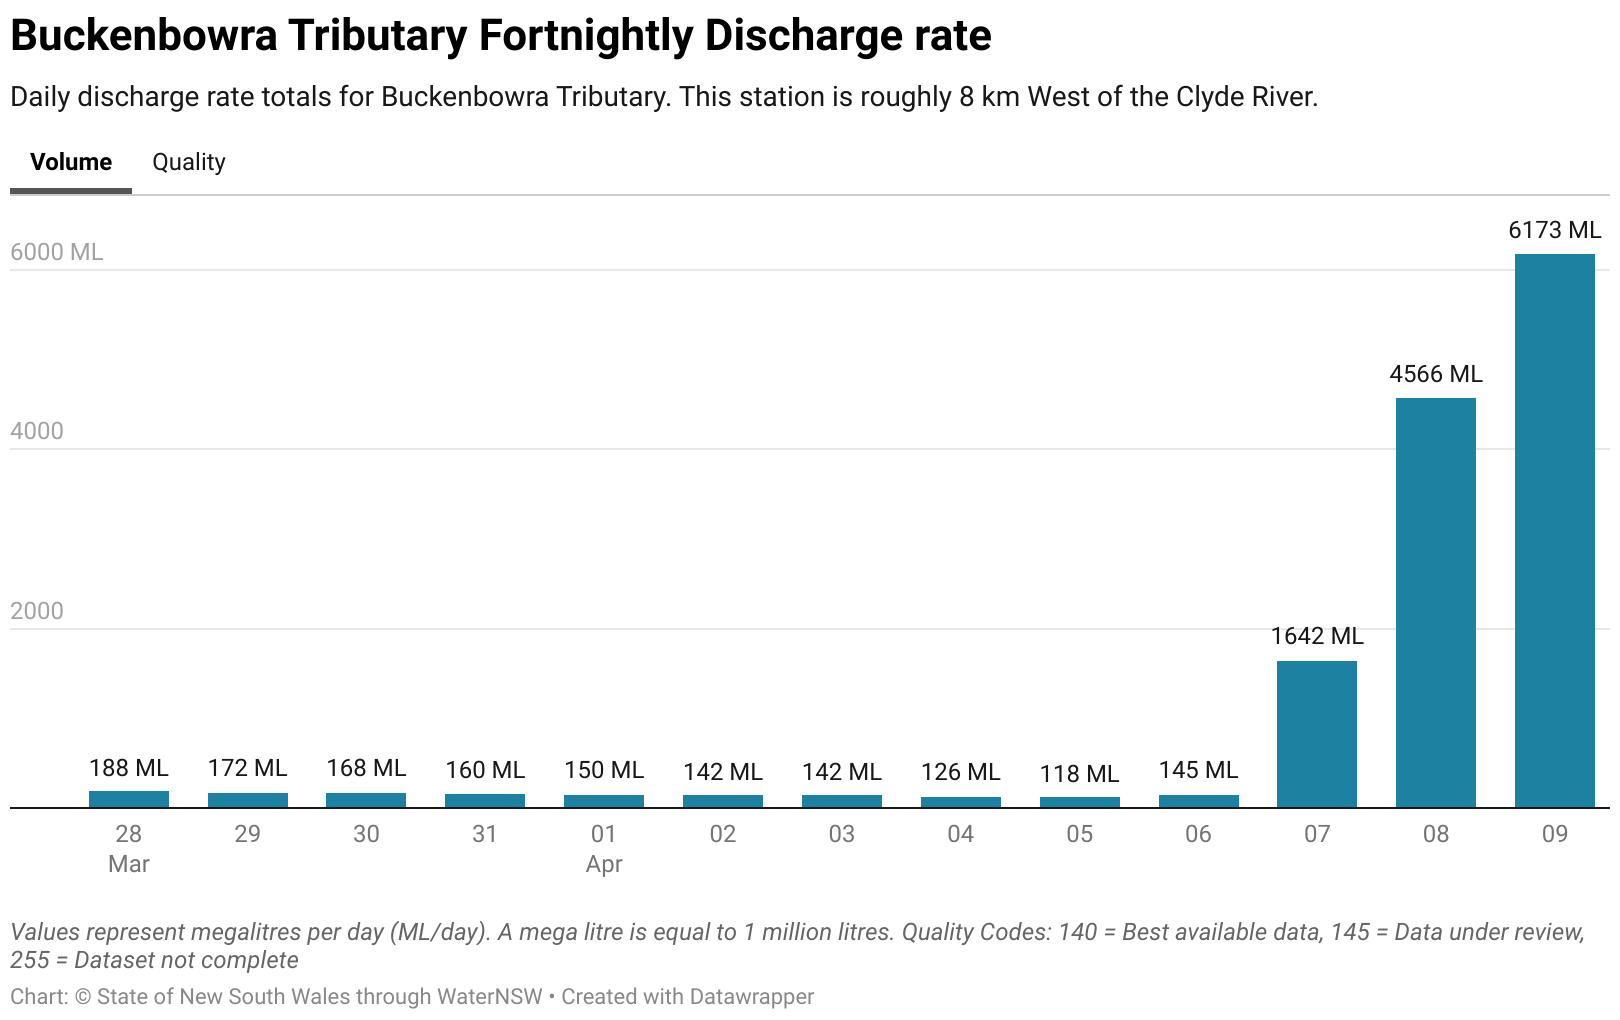 Buckenbowra Tributary Fortnightly Discharge rate
Daily discharge rate totals for Buckenbowra Tributary. This station is roughly 8 km West of the Clyde River.
Volume Quality
6173 ML
6000 ML
4566 ML
4000
2000
1642 ML
188 ML 172 ML 168 ML 160 ML 150 ML 142 ML 142 ML 126 ML 118 ML 145 ML
28 29 30 31 01 02 03 04 05 06 07 08 09
Mar Apr
Values represent megalitres per day (ML/day). A mega litre is equal to 1 million litres. Quality Codes: 140 = Best available data, 145 = Data under review,
255 = Dataset not complete
Chart: © State of New South Wales through WaterNSW • Created with Datawrapper